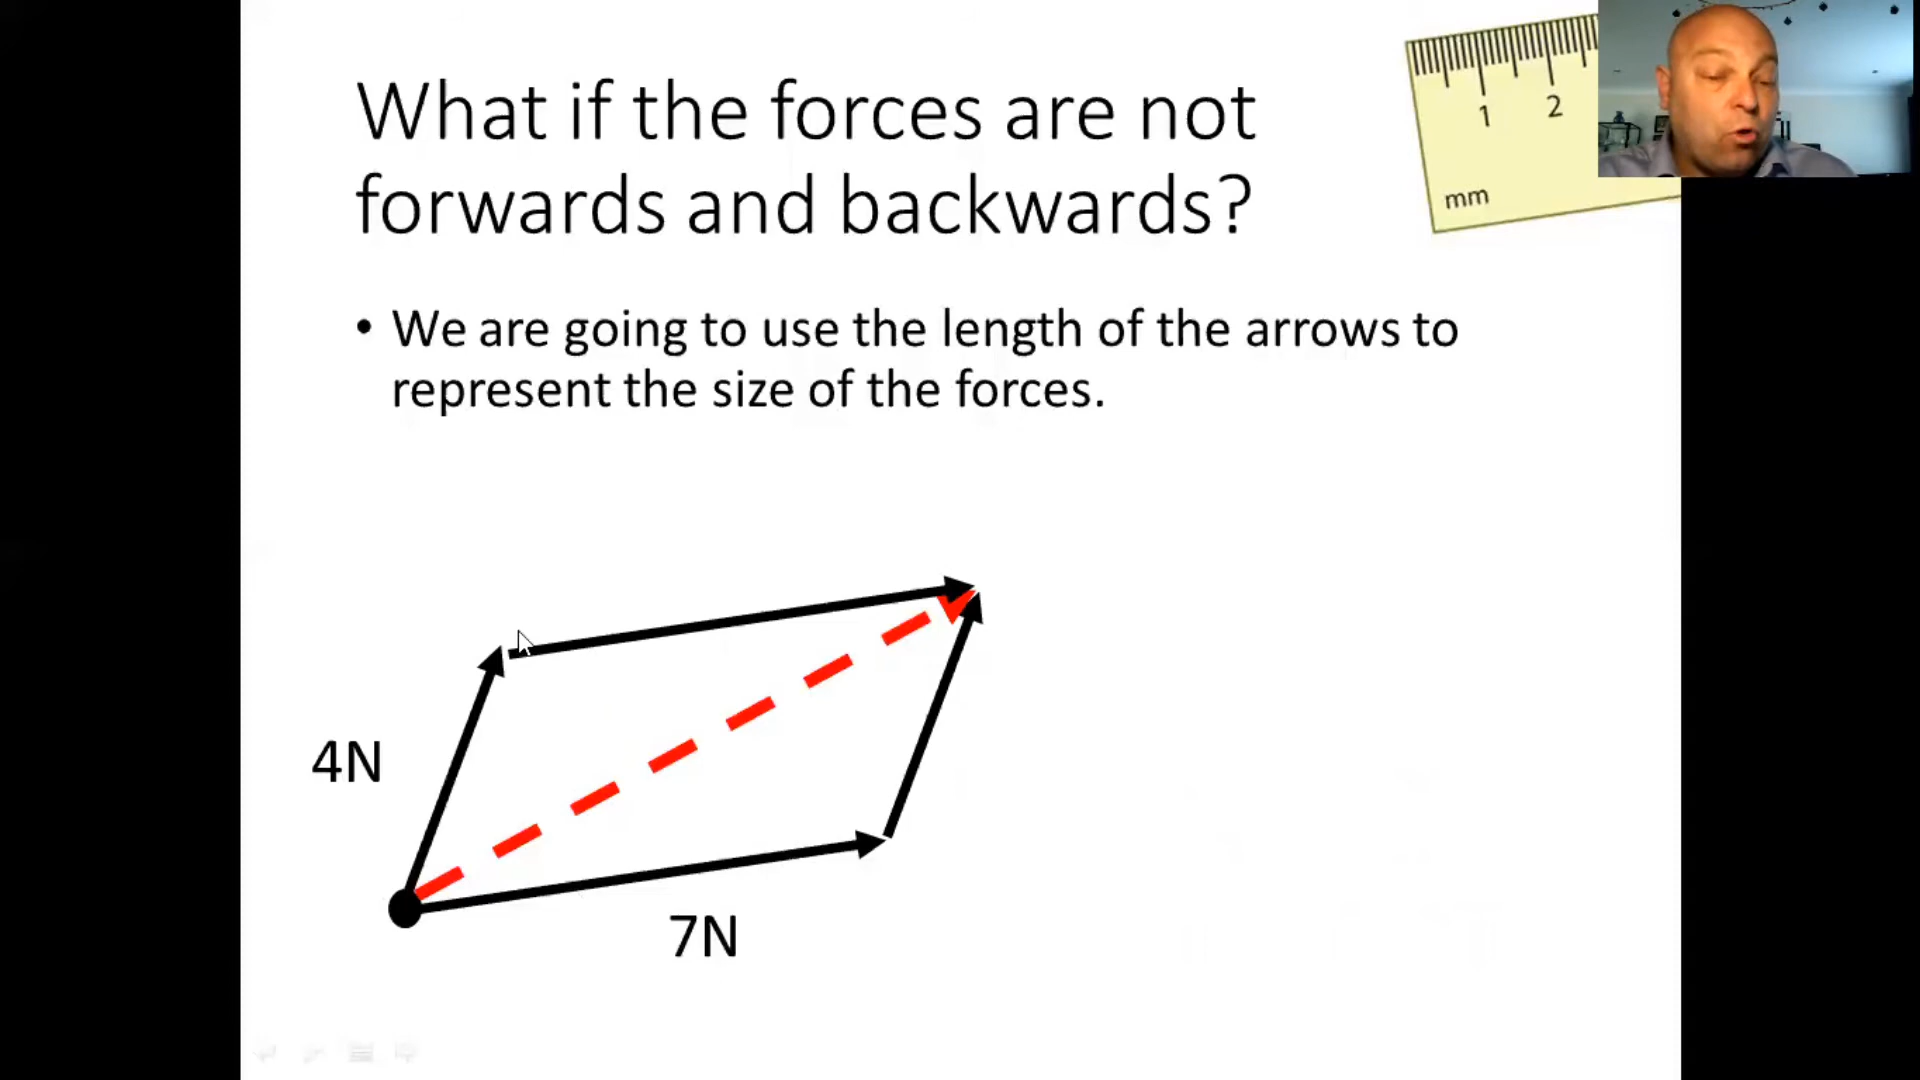 What if the forces are not
forwards and backwards?
1 2
mm
• We are going to use the length of the arrows to
represent the size of the forces.
4N
7N